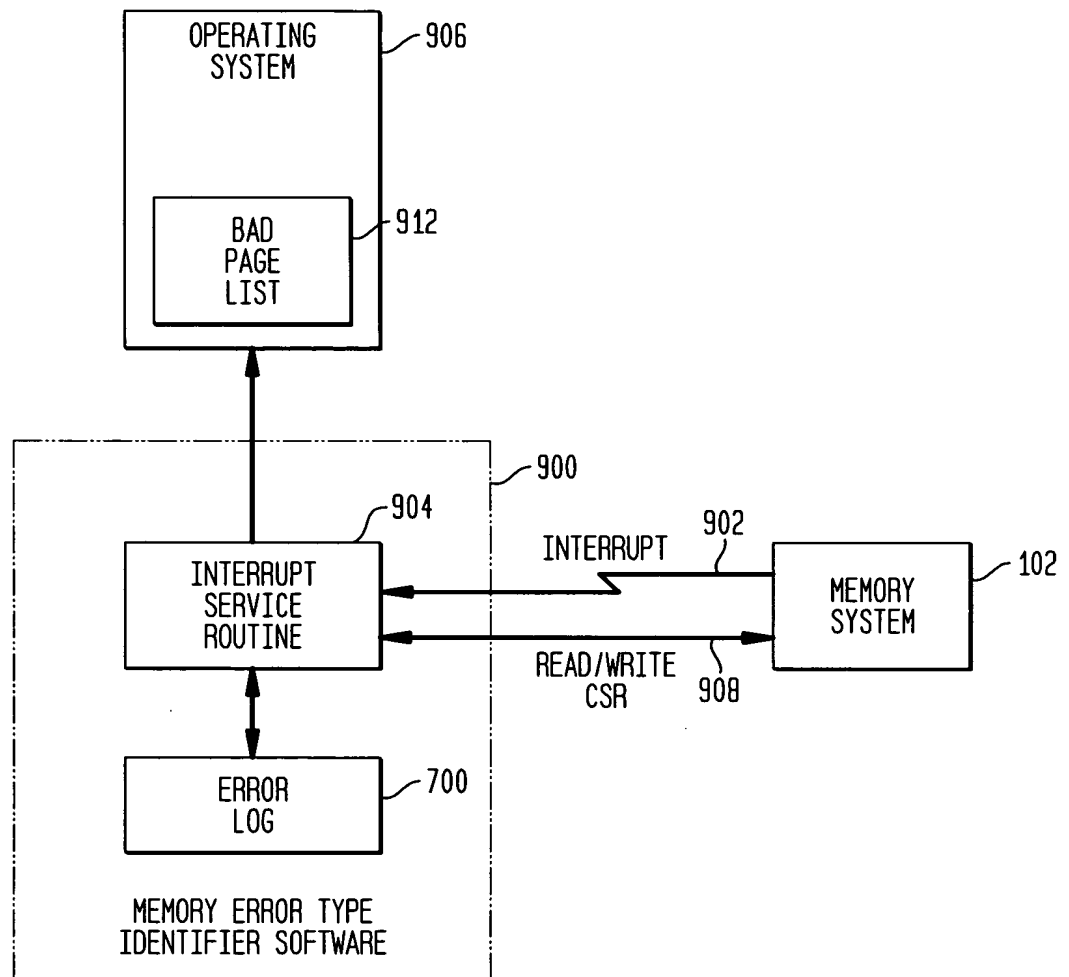 OPERATING
SYSTEM
906
BAD
PAGE
LIST
912
900
904
INTERRUPT
SERVICE
ROUTINE
INTERRUPT
902
MEMORY
SYSTEM
102
READ/WRITE
CSR
908
ERROR
LOG
700
MEMORY ERROR TYPE
IDENTIFIER SOFTWARE